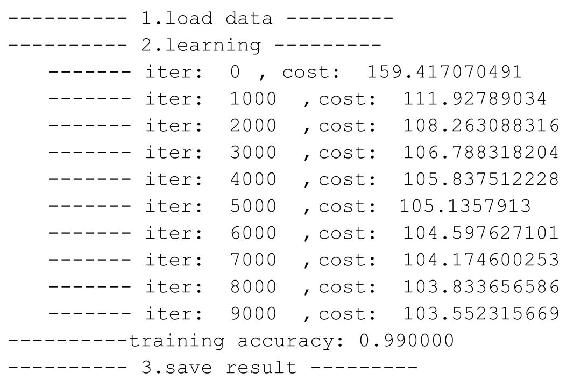 ---------- 1.load data ---------
---------- 2.learning ---------
------- iter: 0 , cost: 159.417070491
------- iter: 1000 ,cost: 111.92789034
------- iter: 2000 ,cost: 108.263088316
------- iter: 3000 ,cost: 106.788318204
------- iter: 4000 ,cost: 105.837512228
------- iter: 5000 ,cost: 105.1357913
------- iter: 6000 ,cost: 104.597627101
------- iter: 7000 ,cost: 104.174600253
------- iter: 8000 ,cost: 103.833656586
------- iter: 9000 ,cost: 103.552315669
----------training accuracy: 0.990000
---------- 3.save result ---------